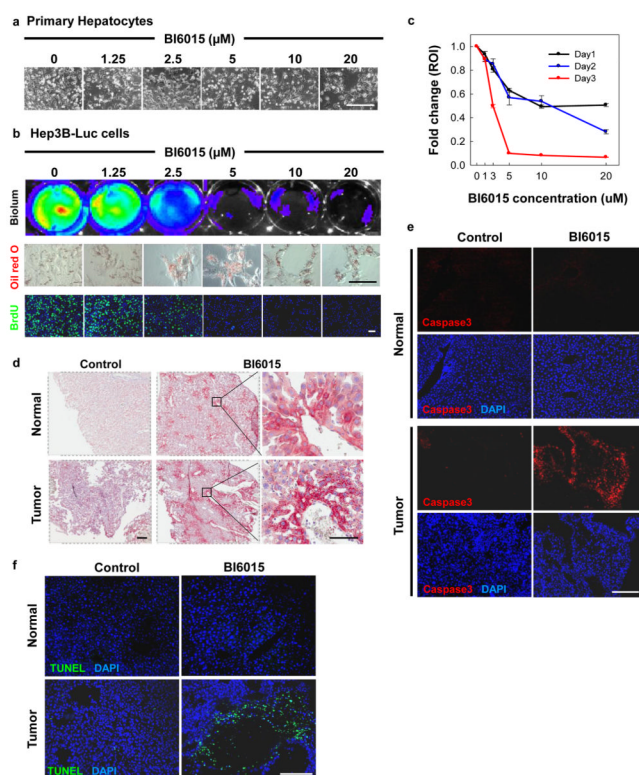 a Primary Hepatocytes
BI6015 (µM)
0 1.25 2.5 5 10 20
b Hep3B-Luc cells
BI6015 (µM)
0 1.25 2.5 5 10 20
Biolum
Oil red O
BrdU
c
Fold change (ROI)
1.0
0.8
0.6
0.4
0.2
0.0
Day1
Day2
Day3
0 1 3 5 10 20
BI6015 concentration (uM)
d
Control BI6015
Normal
Tumor
e
Control BI6015
Normal
Caspase3
Caspase3 DAPI
Tumor
Caspase3
Caspase3 DAPI
f
Control BI6015
Normal
TUNEL DAPI
Tumor
TUNEL DAPI